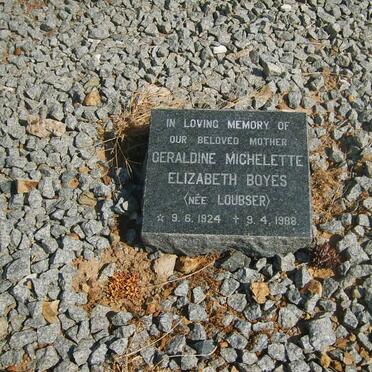 IN LOVING MEMORY OF
OUR BELOVED MOTHER
GERALDINE MICHELETTE
ELIZABETH BOYES
(NÉE LOUBSER)
☆ 9.6.1924 ✝ 9.4.1988